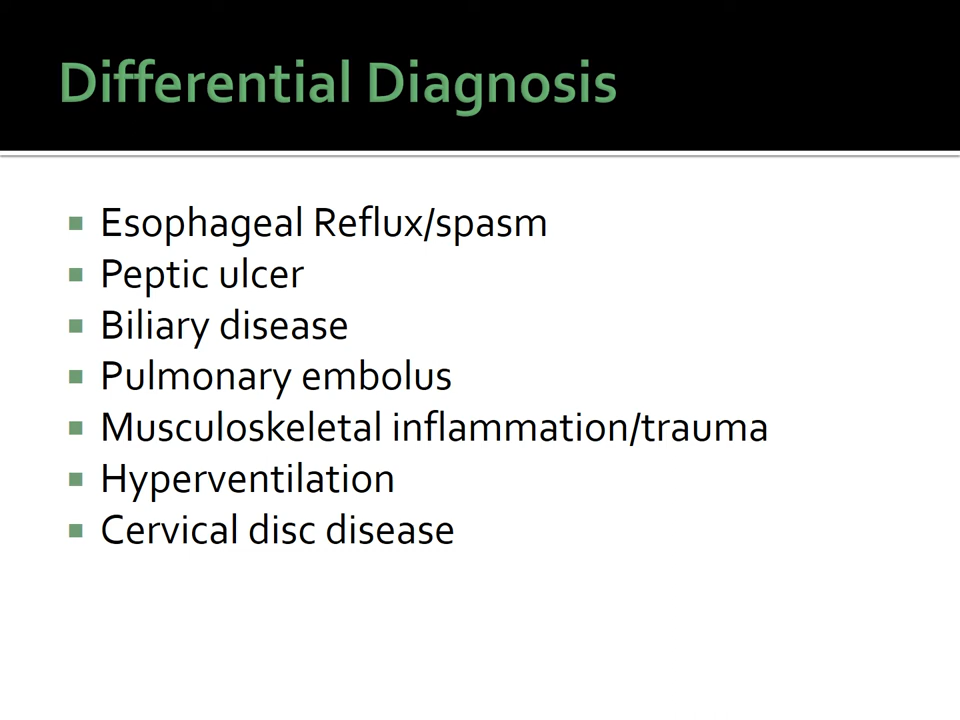 Differential Diagnosis
Esophageal Reflux/spasm
Peptic ulcer
Biliary disease
Pulmonary embolus
Musculoskeletal inflammation/trauma
Hyperventilation
Cervical disc disease